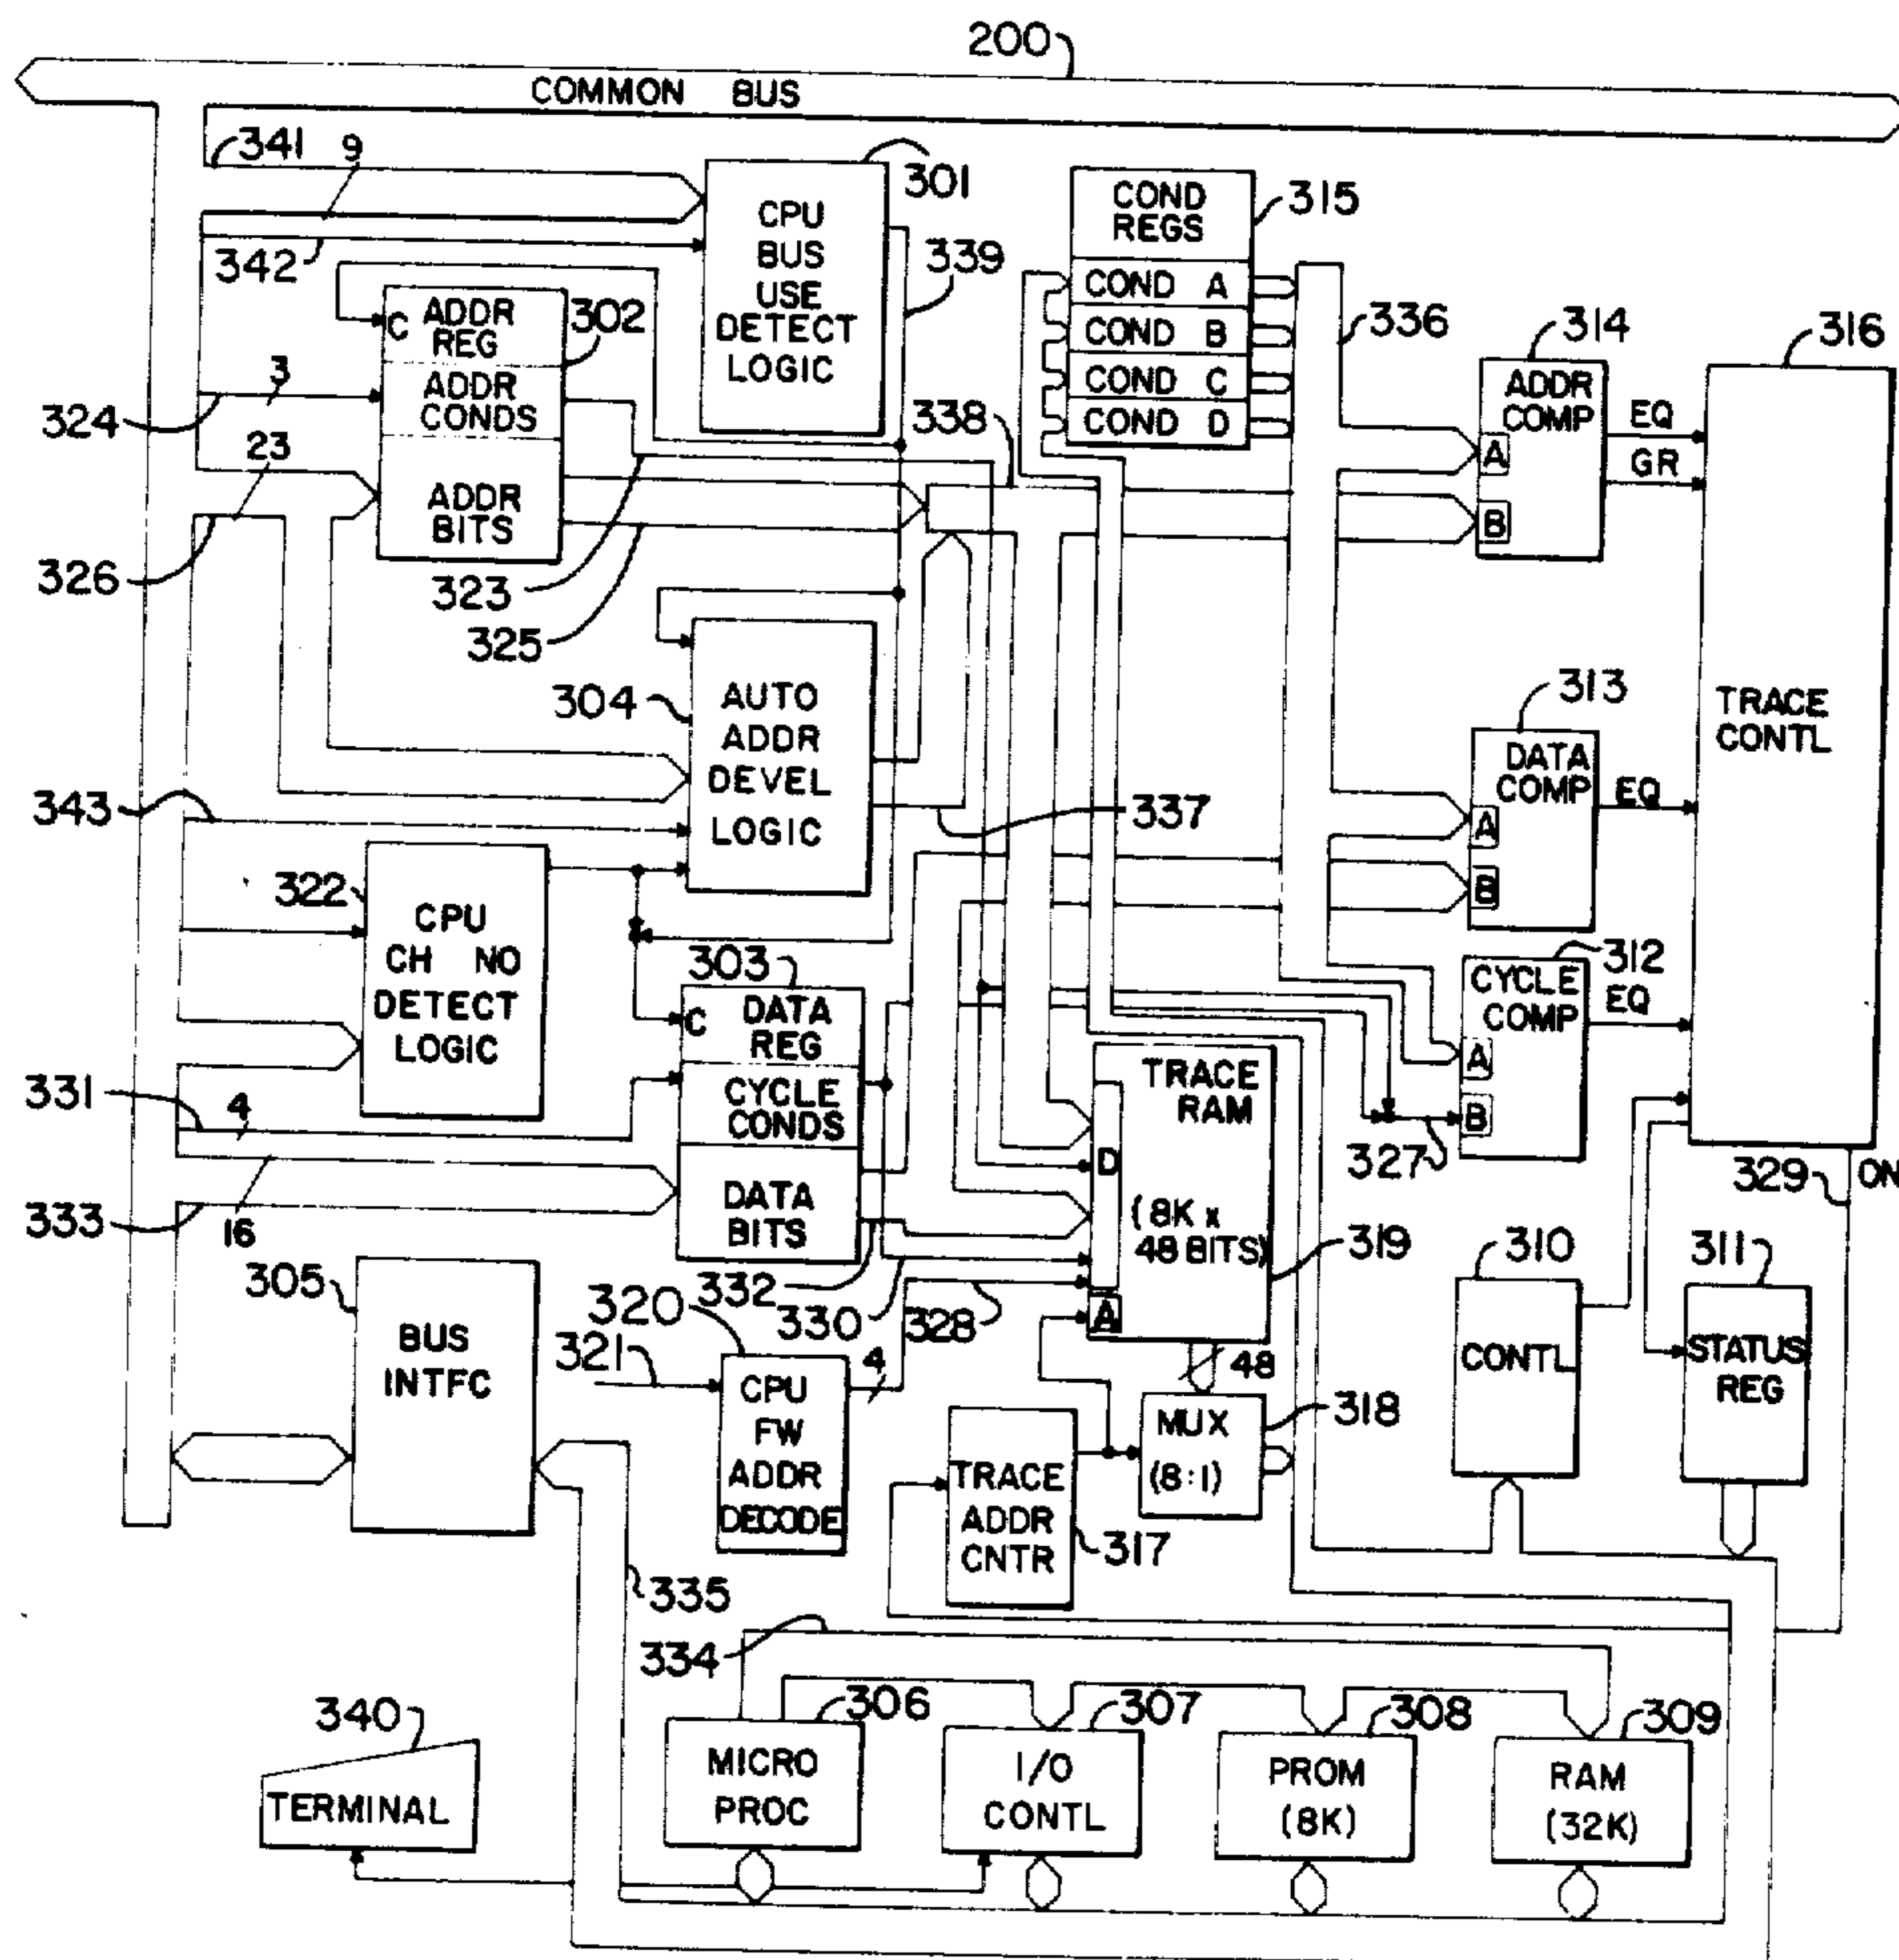 200
COMMON BUS
341
9
301
CPU
BUS
USE
DETECT
LOGIC
342
339
COND
REGS
315
COND A
COND B
COND C
COND D
336
C ADDR
REG
302
ADDR
CONDS
ADDR
BITS
3
324
23
326
323
325
338
314
ADDR
COMP
A
B
EQ
GR
316
TRACE
CONTL
304
AUTO
ADDR
DEVEL
LOGIC
343
337
313
DATA
COMP
A
B
EQ
322
CPU
CH NO
DETECT
LOGIC
303
C DATA
REG
CYCLE
CONDS
DATA
BITS
312
CYCLE
COMP
EQ
A
B
327
331
4
333
16
TRACE
RAM
D
(8K x
48 BITS)
A
319
332
330
328
329
ON
305
BUS
INTFC
320
321
CPU
FW
ADDR
DECODE
4
48
MUX
(8:1)
318
TRACE
ADDR
CNTR
317
310
CONTL
311
STATUS
REG
335
334
340
TERMINAL
306
MICRO
PROC
307
I/O
CONTL
308
PROM
(8K)
309
RAM
(32K)